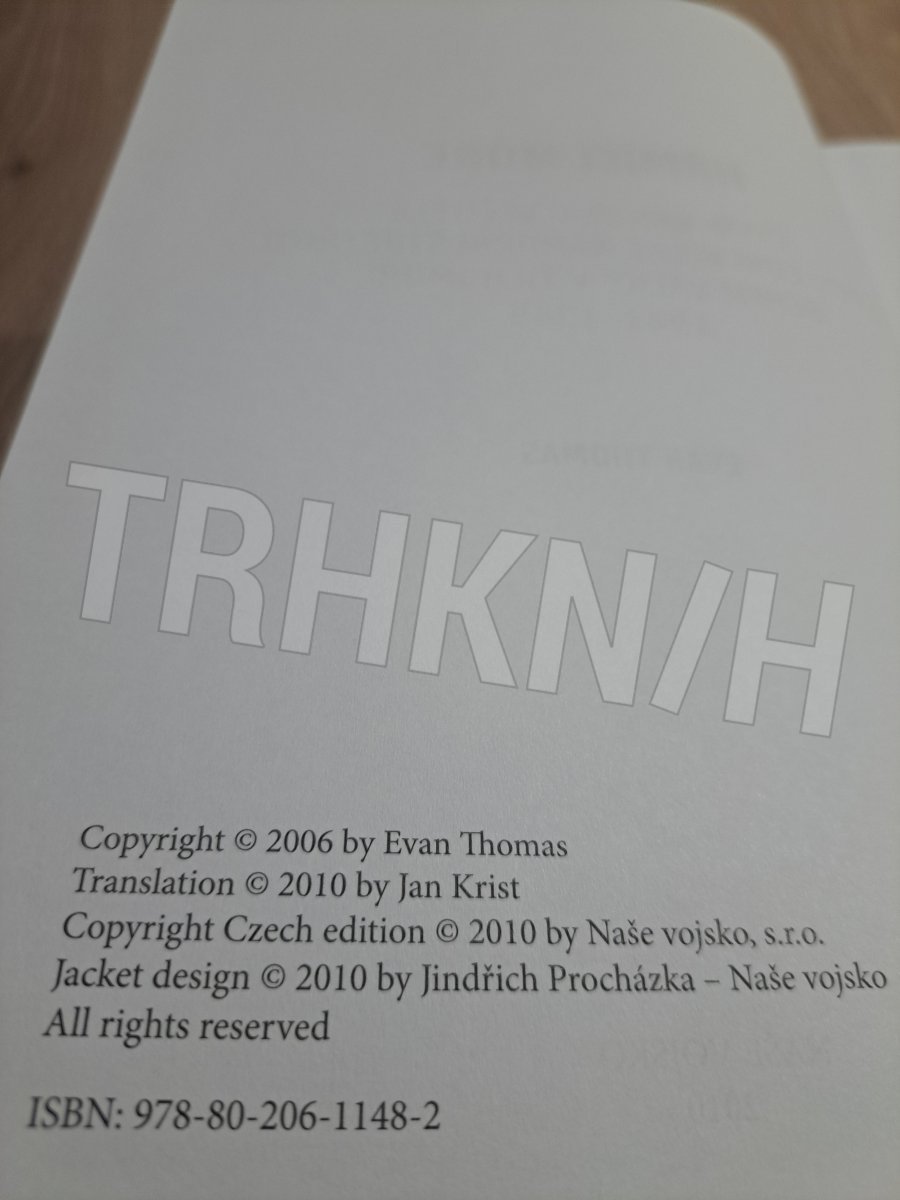 TRHKN/H
Copyright © 2006 by Evan Thomas
Translation © 2010 by Jan Krist
Copyright Czech edition © 2010 by Naše vojsko, s.r.o.
Jacket design © 2010 by Jindřich Procházka – Naše vojsko
All rights reserved
ISBN: 978-80-206-1148-2